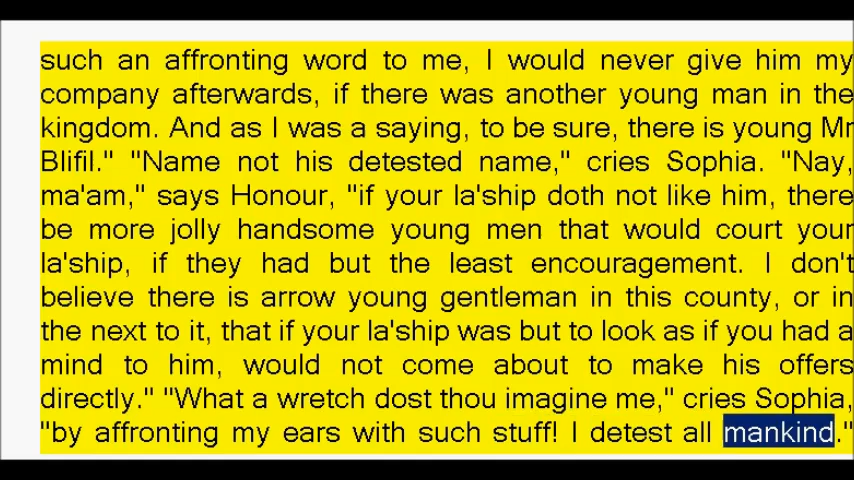 such an affronting word to me, I would never give him my
company afterwards, if there was another young man in the
kingdom. And as I was a saying, to be sure, there is young Mr
Blifil." "Name not his detested name," cries Sophia. "Nay,
ma'am," says Honour, "if your la'ship doth not like him, there
be more jolly handsome young men that would court your
la'ship, if they had but the least encouragement. I don't
believe there is arrow young gentleman in this county, or in
the next to it, that if your la'ship was but to look as if you had a
mind to him, would not come about to make his offers
directly." "What a wretch dost thou imagine me," cries Sophia,
"by affronting my ears with such stuff! I detest all mankind."